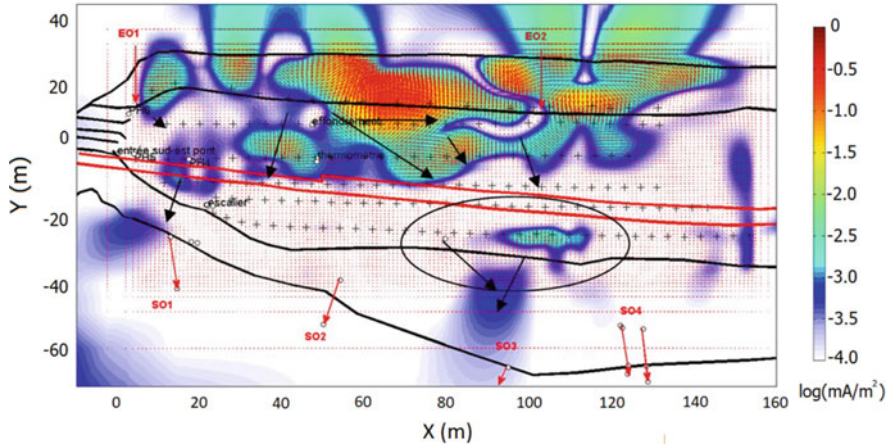 40
20
0
-20
-40
-60
Y (m)
EO1
EO2
effondrement
thermomètre
entrée sud-est pont
escalier
SO1
SO2
SO3
SO4
0 20 40 60 80 100 120 140 160
X (m)
0
-0.5
-1.0
-1.5
-2.0
-2.5
-3.0
-3.5
-4.0
log(mA/m²)